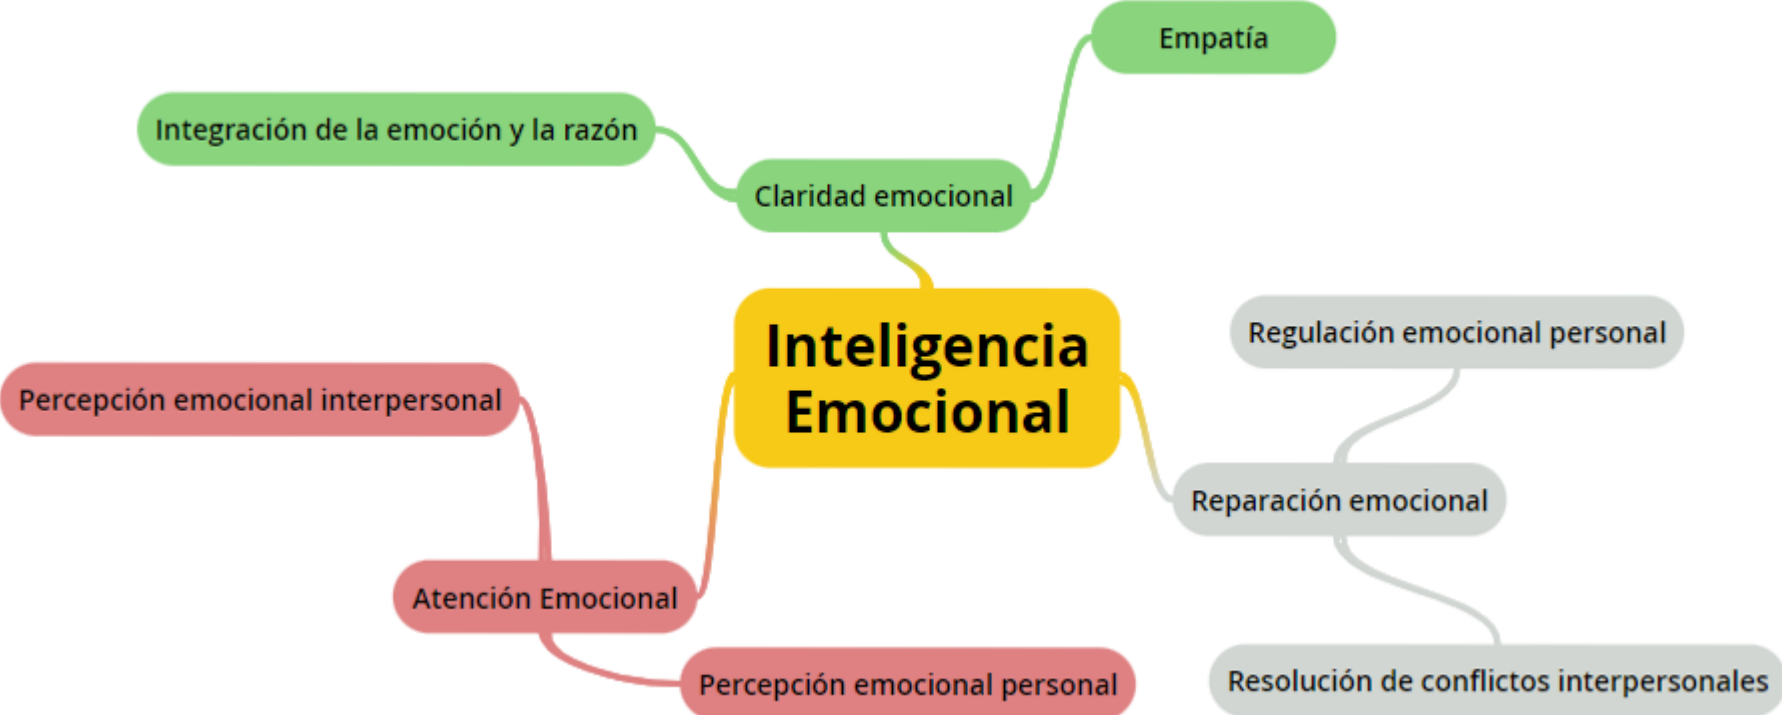 Empatía
Integración de la emoción y la razón
Claridad emocional
Inteligencia
Emocional
Regulación emocional personal
Percepción emocional interpersonal
Reparación emocional
Atención Emocional
Percepción emocional personal
Resolución de conflictos interpersonales